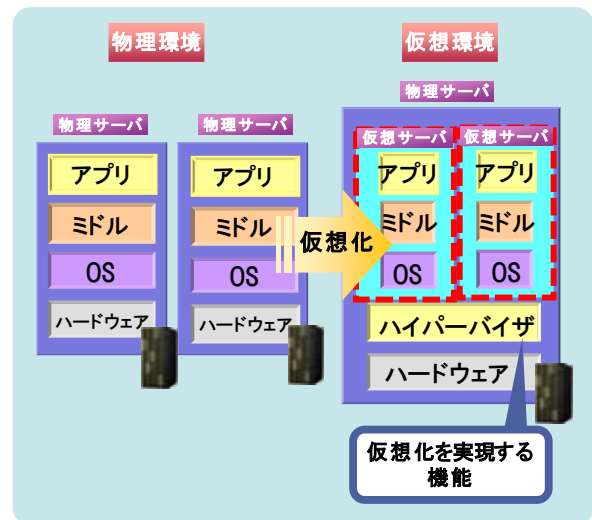 物理環境
仮想環境
物理サーバ
物理サーバ
物理サーバ
仮想サーバ
仮想サーバ
アプリ
ミドル
OS
ハードウェア
アプリ
ミドル
OS
ハードウェア
仮想化
アプリ
ミドル
OS
アプリ
ミドル
OS
ハイパーバイザ
ハードウェア
仮想化を実現する
機能